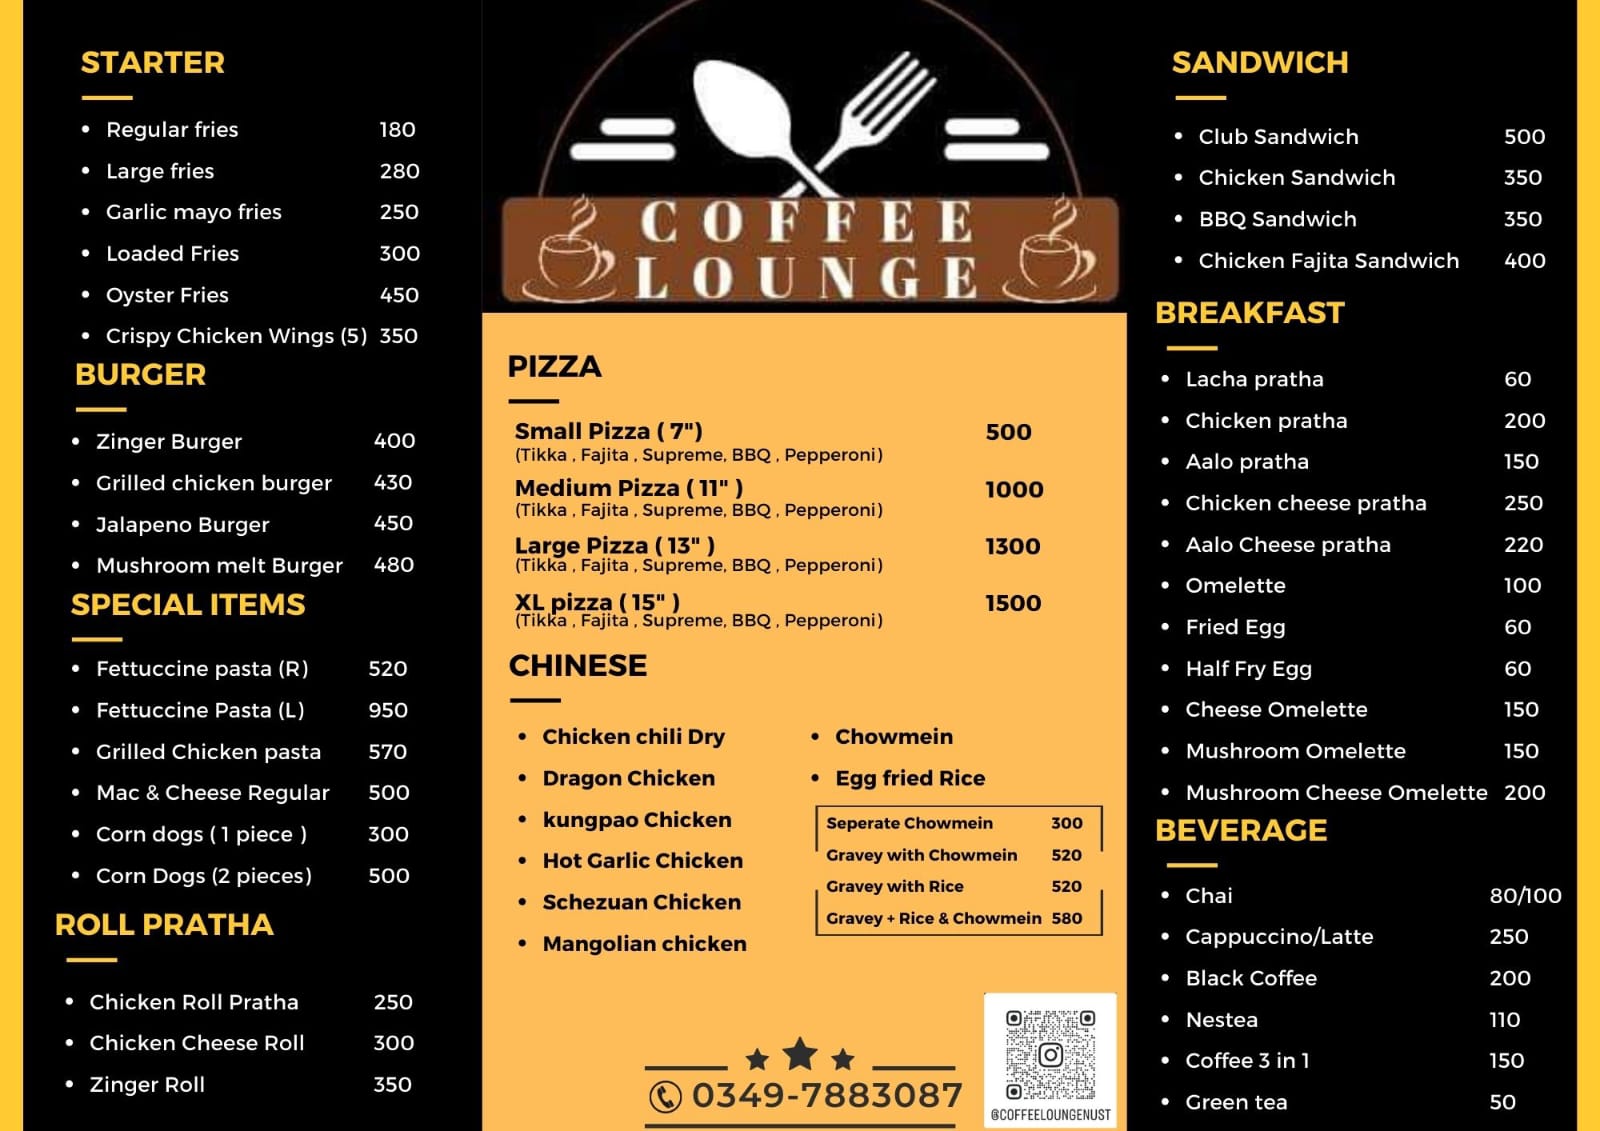 STARTER
Regular fries 180
Large fries 280
Garlic mayo fries 250
Loaded Fries 300
Oyster Fries 450
Crispy Chicken Wings (5) 350
BURGER
Zinger Burger 400
Grilled chicken burger 430
Jalapeno Burger 450
Mushroom melt Burger 480
SPECIAL ITEMS
Fettuccine pasta (R) 520
Fettuccine Pasta (L) 950
Grilled Chicken pasta 570
Mac & Cheese Regular 500
Corn dogs ( 1 piece ) 300
Corn Dogs (2 pieces) 500
ROLL PRATHA
Chicken Roll Pratha 250
Chicken Cheese Roll 300
Zinger Roll 350
COFFEE
LOUNGE
PIZZA
Small Pizza ( 7") 500
(Tikka , Fajita , Supreme, BBQ , Pepperoni)
Medium Pizza ( 11" ) 1000
(Tikka , Fajita , Supreme, BBQ , Pepperoni)
Large Pizza ( 13" ) 1300
(Tikka , Fajita , Supreme, BBQ , Pepperoni)
XL pizza ( 15" ) 1500
(Tikka , Fajita , Supreme, BBQ , Pepperoni)
CHINESE
Chicken chili Dry
Dragon Chicken
kungpao Chicken
Hot Garlic Chicken
Schezuan Chicken
Mangolian chicken
Chowmein
Egg fried Rice
Seperate Chowmein 300
Gravey with Chowmein 520
Gravey with Rice 520
Gravey + Rice & Chowmein 580
0349-7883087
@COFFEELOUNGENUST
SANDWICH
Club Sandwich 500
Chicken Sandwich 350
BBQ Sandwich 350
Chicken Fajita Sandwich 400
BREAKFAST
Lacha pratha 60
Chicken pratha 200
Aalo pratha 150
Chicken cheese pratha 250
Aalo Cheese pratha 220
Omelette 100
Fried Egg 60
Half Fry Egg 60
Cheese Omelette 150
Mushroom Omelette 150
Mushroom Cheese Omelette 200
BEVERAGE
Chai 80/100
Cappuccino/Latte 250
Black Coffee 200
Nestea 110
Coffee 3 in 1 150
Green tea 50